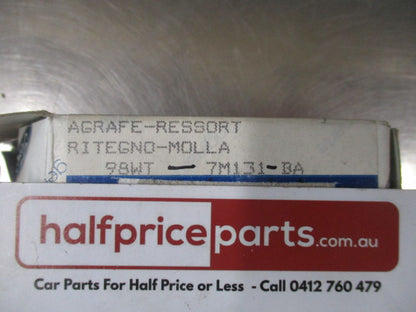 AGRAFE-RESSORT
RITEGNO-MOLLA
98WT - 7M131-BA
halfpriceparts.com.au
Car Parts For Half Price or Less - Call 0412 760 479